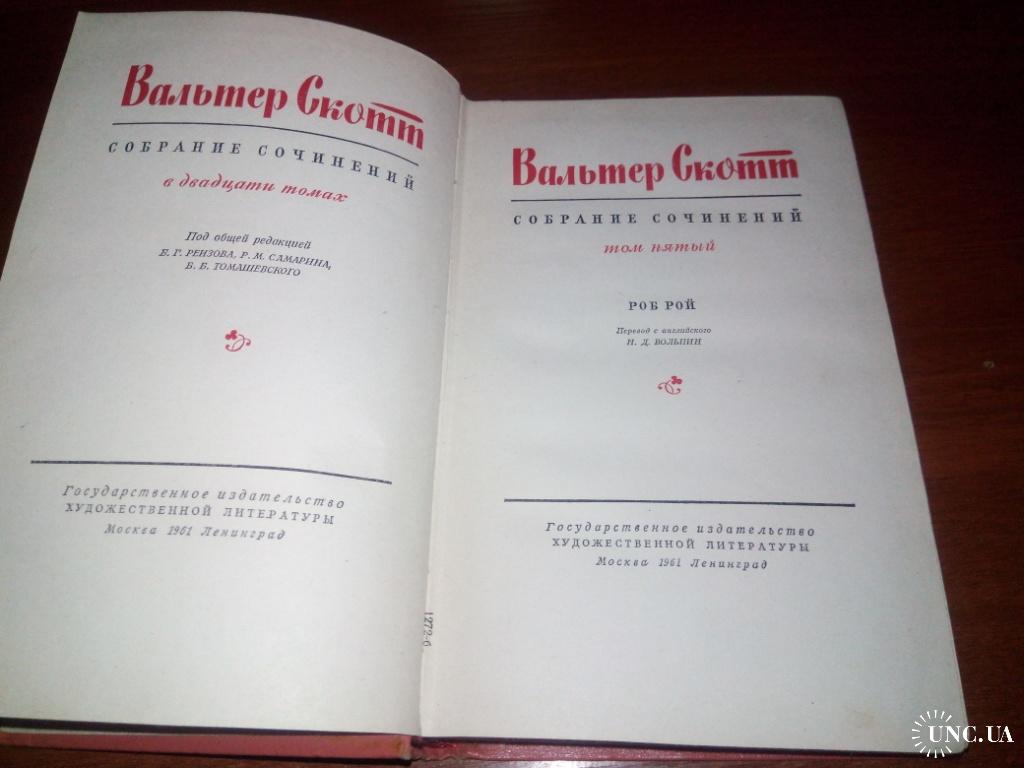 Вальтер Скотт
СОБРАНИЕ СОЧИНЕНИЙ
в двадцати томах
Под общей редакцией
Б. Г. РЕИЗОВА, Р. М. САМАРИНА,
Б. Б. ТОМАШЕВСКОГО
Государственное издательство
ХУДОЖЕСТВЕННОЙ ЛИТЕРАТУРЫ
Москва 1961 Ленинград
1272-6
Вальтер Скотт
СОБРАНИЕ СОЧИНЕНИЙ
том пятый
РОБ РОЙ
Перевод с английского
Н. Д. ВОЛЬПИН
Государственное издательство
ХУДОЖЕСТВЕННОЙ ЛИТЕРАТУРЫ
Москва 1961 Ленинград
UNC.UA